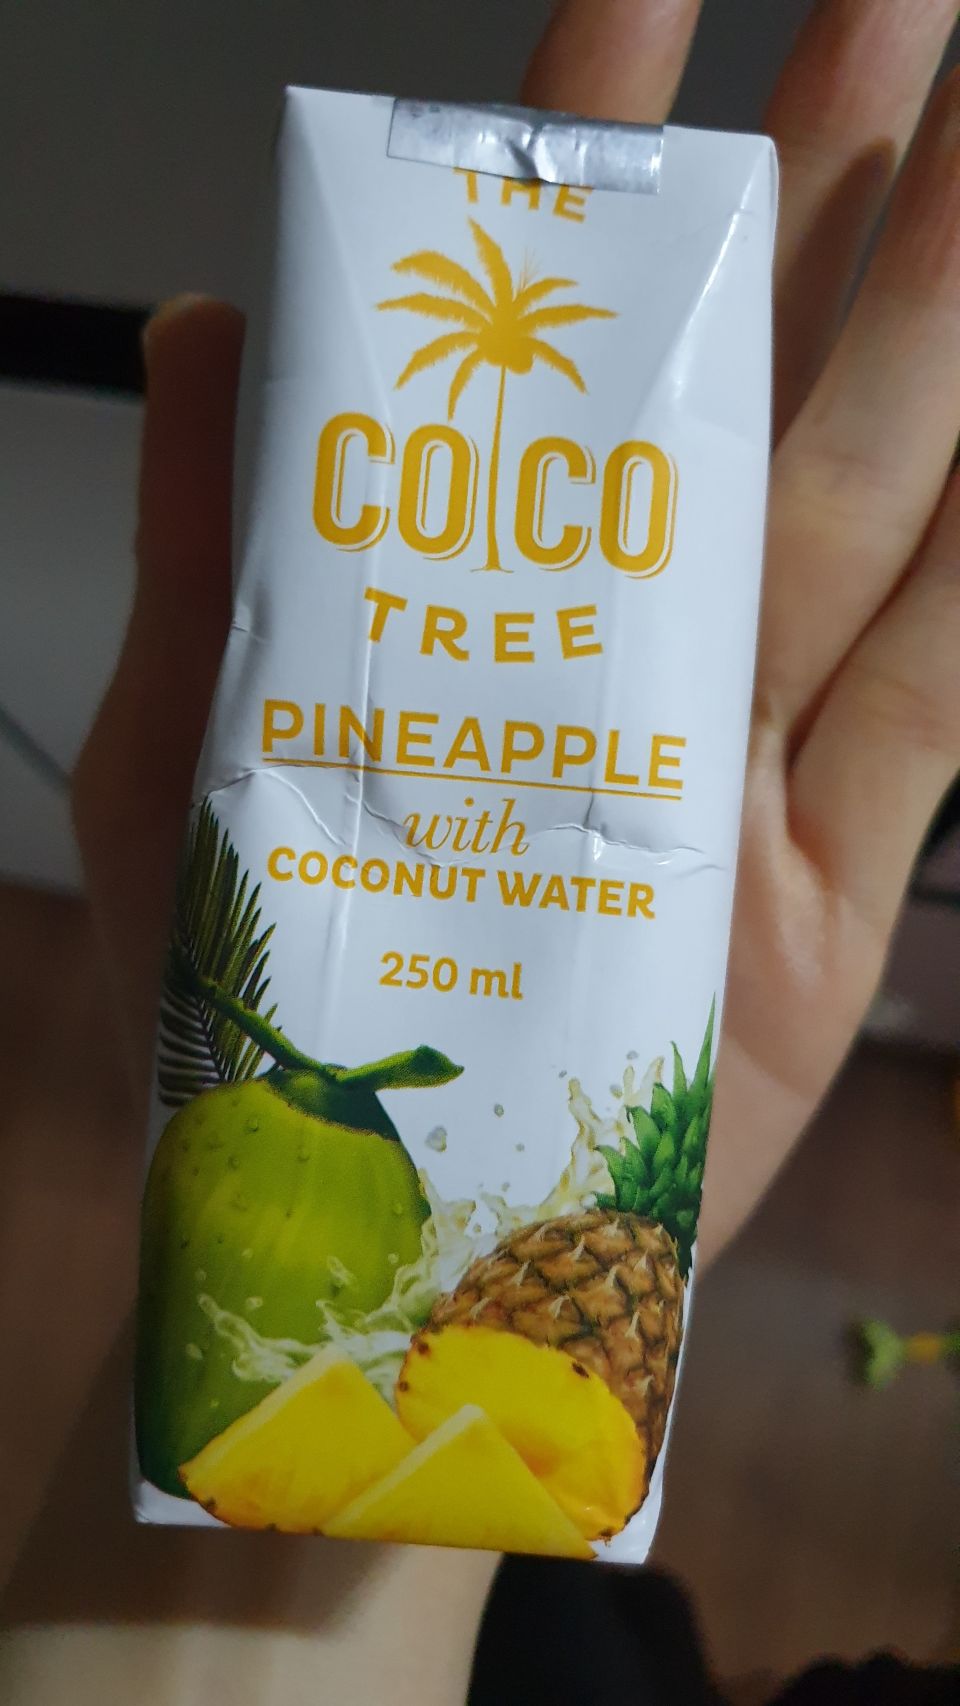 THE
COCO
TREE
PINEAPPLE
with
COCONUT WATER
250 ml